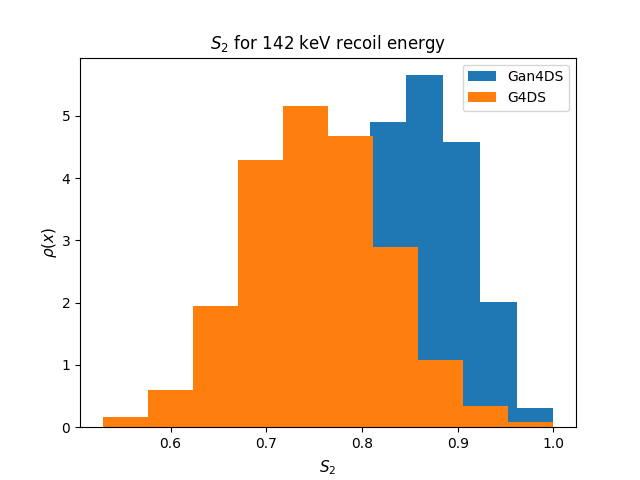 S₂ for 142 keV recoil energy
Gan4DS
G4DS
ρ(x)
5
4
3
2
1
0
0.6 0.7 0.8 0.9 1.0
S₂